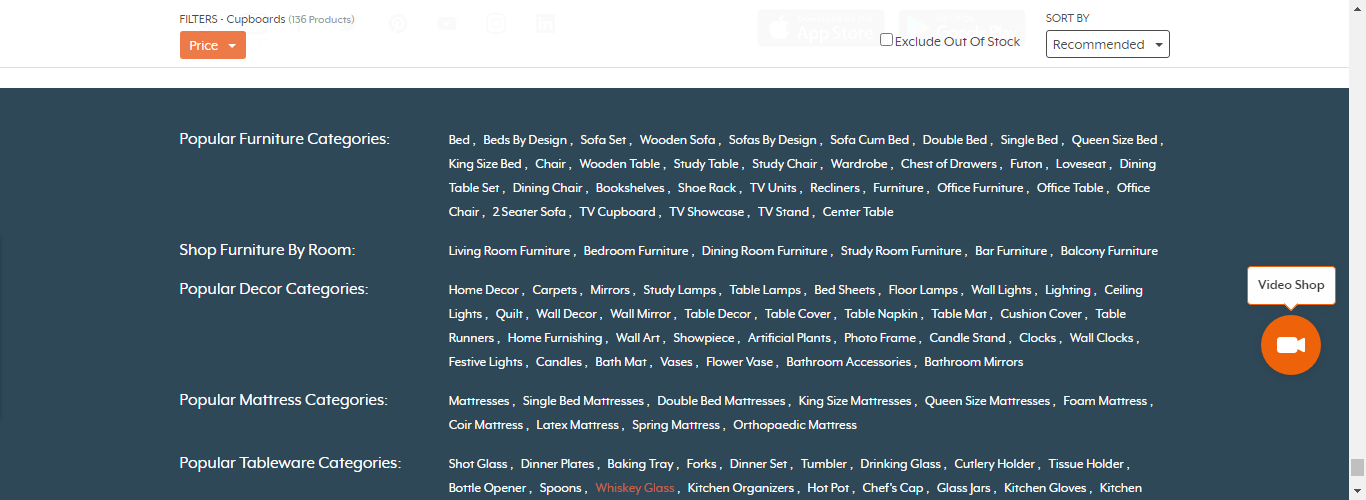 FILTERS - Cupboards (136 Products)
SORT BY
Price
App Store
Exclude Out Of Stock
Recommended
Popular Furniture Categories:
Bed , Beds By Design , Sofa Set , Wooden Sofa , Sofas By Design , Sofa Cum Bed , Double Bed , Single Bed , Queen Size Bed ,
King Size Bed , Chair , Wooden Table , Study Table , Study Chair , Wardrobe , Chest of Drawers , Futon , Loveseat , Dining
Table Set , Dining Chair , Bookshelves , Shoe Rack , TV Units , Recliners , Furniture , Office Furniture , Office Table , Office
Chair , 2 Seater Sofa , TV Cupboard , TV Showcase , TV Stand , Center Table
Shop Furniture By Room:
Living Room Furniture , Bedroom Furniture , Dining Room Furniture , Study Room Furniture , Bar Furniture , Balcony Furniture
Popular Decor Categories:
Home Decor , Carpets , Mirrors , Study Lamps , Table Lamps , Bed Sheets , Floor Lamps , Wall Lights , Lighting , Ceiling
Lights , Quilt , Wall Decor , Wall Mirror , Table Decor , Table Cover , Table Napkin , Table Mat , Cushion Cover , Table
Runners , Home Furnishing , Wall Art , Showpiece , Artificial Plants , Photo Frame , Candle Stand , Clocks , Wall Clocks ,
Festive Lights , Candles , Bath Mat , Vases , Flower Vase , Bathroom Accessories , Bathroom Mirrors
Video Shop
Popular Mattress Categories:
Mattresses , Single Bed Mattresses , Double Bed Mattresses , King Size Mattresses , Queen Size Mattresses , Foam Mattress ,
Coir Mattress , Latex Mattress , Spring Mattress , Orthopaedic Mattress
Popular Tableware Categories:
Shot Glass , Dinner Plates , Baking Tray , Forks , Dinner Set , Tumbler , Drinking Glass , Cutlery Holder , Tissue Holder ,
Bottle Opener , Spoons , Whiskey Glass , Kitchen Organizers , Hot Pot , Chef's Cap , Glass Jars , Kitchen Gloves , Kitchen